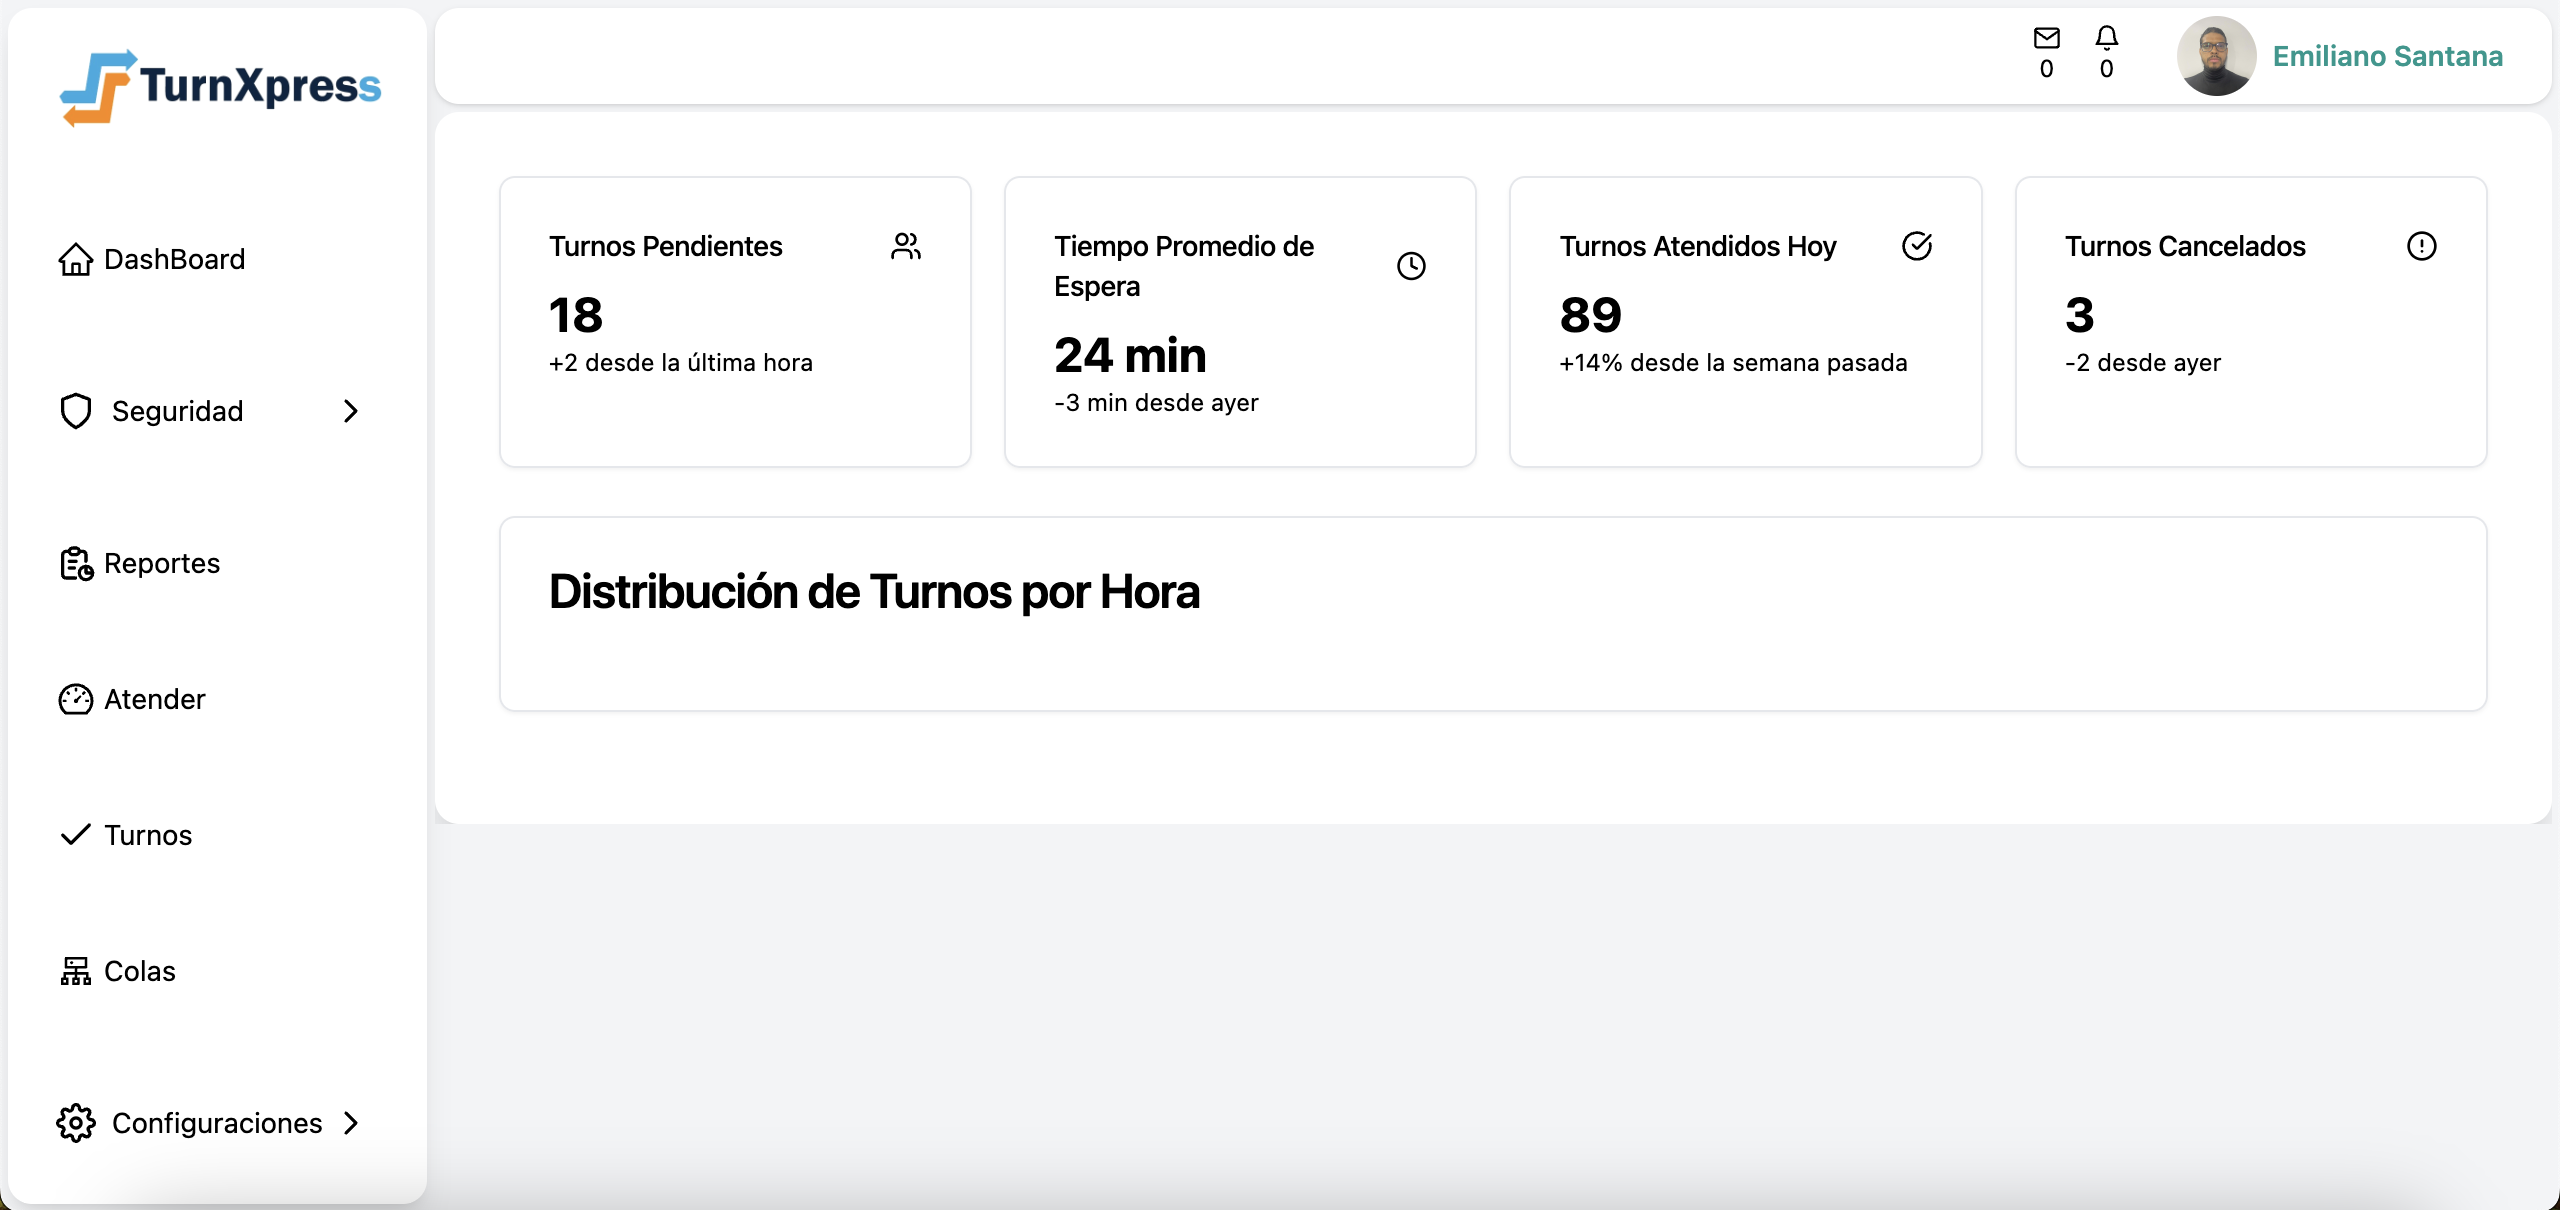 TurnXpress
DashBoard
Seguridad
Reportes
Atender
Turnos
Colas
Configuraciones
0
0
Emiliano Santana
Turnos Pendientes
18
+2 desde la última hora
Tiempo Promedio de
Espera
24 min
-3 min desde ayer
Turnos Atendidos Hoy
89
+14% desde la semana pasada
Turnos Cancelados
3
-2 desde ayer
Distribución de Turnos por Hora